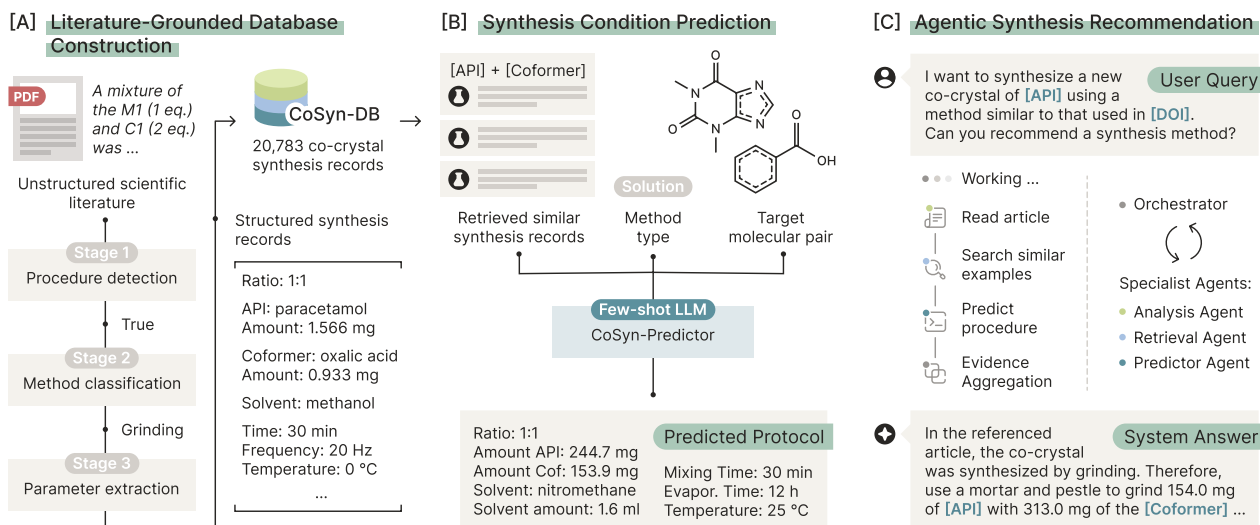 [A] Literature-Grounded Database
Construction
PDF
A mixture of
the M1 (1 eq.)
and C1 (2 eq.)
was ...
Unstructured scientific
literature
Stage 1
Procedure detection
True
Stage 2
Method classification
Grinding
Stage 3
Parameter extraction
CoSyn-DB
20,783 co-crystal
synthesis records
Structured synthesis
records
Ratio: 1:1
API: paracetamol
Amount: 1.566 mg
Coformer: oxalic acid
Amount: 0.933 mg
Solvent: methanol
Time: 30 min
Frequency: 20 Hz
Temperature: 0 °C
...
[B] Synthesis Condition Prediction
[API] + [Coformer]
Retrieved similar
synthesis records
Solution
Method
type
O
N
N
N
N
O
O
OH
Target
molecular pair
Few-shot LLM
CoSyn-Predictor
Predicted Protocol
Ratio: 1:1
Amount API: 244.7 mg
Amount Cof: 153.9 mg
Solvent: nitromethane
Solvent amount: 1.6 ml
Mixing Time: 30 min
Evapor. Time: 12 h
Temperature: 25 °C
[C] Agentic Synthesis Recommendation
User Query
I want to synthesize a new
co-crystal of [API] using a
method similar to that used in [DOI].
Can you recommend a synthesis method?
Working ...
Read article
Search similar
examples
Predict
procedure
Evidence
Aggregation
Orchestrator
Specialist Agents:
Analysis Agent
Retrieval Agent
Predictor Agent
System Answer
In the referenced
article, the co-crystal
was synthesized by grinding. Therefore,
use a mortar and pestle to grind 154.0 mg
of [API] with 313.0 mg of the [Coformer] ...